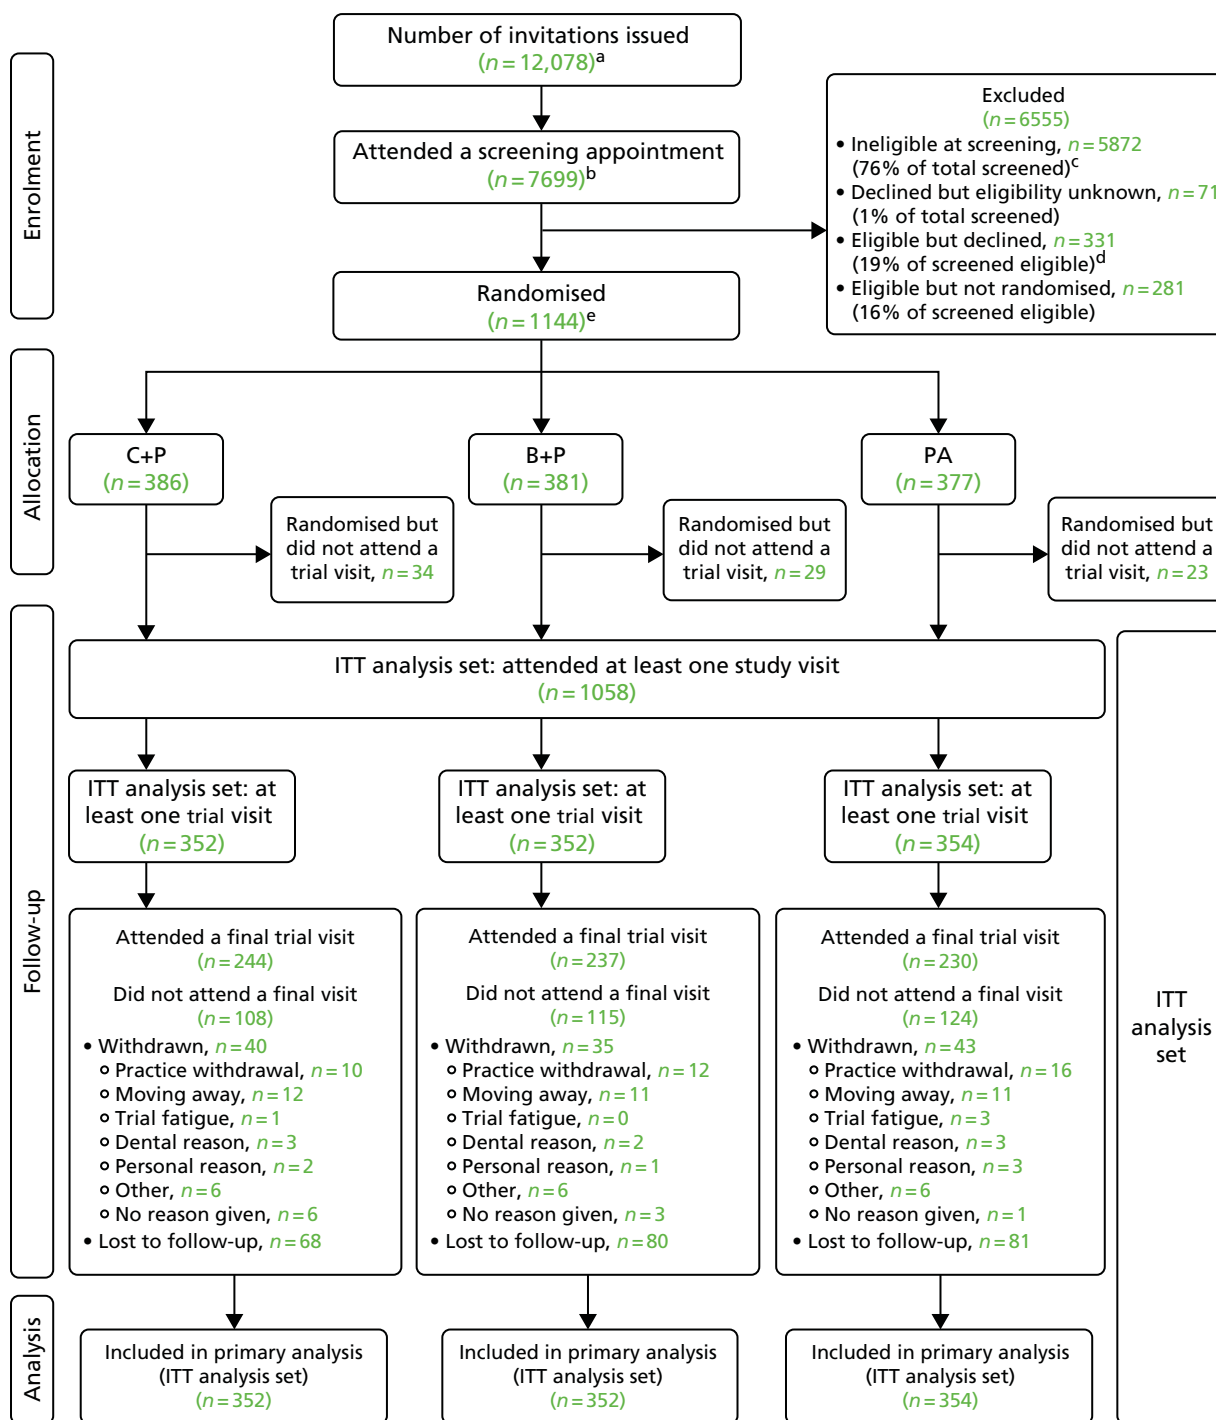 Enrolment
Number of invitations issued
(n=12,078)a
Attended a screening appointment
(n=7699)b
Excluded
(n=6555)
• Ineligible at screening, n=5872
(76% of total screened)c
• Declined but eligibility unknown, n=71
(1% of total screened)
• Eligible but declined, n=331
(19% of screened eligible)d
• Eligible but not randomised, n=281
(16% of screened eligible)
Randomised
(n=1144)e
Allocation
C+P
(n=386)
B+P
(n=381)
PA
(n=377)
Randomised but
did not attend a
trial visit, n=34
Randomised but
did not attend a
trial visit, n=29
Randomised but
did not attend a
trial visit, n=23
Follow-up
ITT analysis set: attended at least one study visit
(n=1058)
ITT analysis set: at
least one trial visit
(n=352)
ITT analysis set: at
least one trial visit
(n=352)
ITT analysis set: at
least one trial visit
(n=354)
Attended a final trial visit
(n=244)
Did not attend a final visit
(n=108)
• Withdrawn, n=40
Practice withdrawal, n=10
Moving away, n=12
Trial fatigue, n=1
Dental reason, n=3
Personal reason, n=2
Other, n=6
No reason given, n=6
• Lost to follow-up, n=68
Attended a final trial visit
(n=237)
Did not attend a final visit
(n=115)
• Withdrawn, n=35
Practice withdrawal, n=12
Moving away, n=11
Trial fatigue, n=0
Dental reason, n=2
Personal reason, n=1
Other, n=6
No reason given, n=3
• Lost to follow-up, n=80
Attended a final trial visit
(n=230)
Did not attend a final visit
(n=124)
• Withdrawn, n=43
Practice withdrawal, n=16
Moving away, n=11
Trial fatigue, n=3
Dental reason, n=3
Personal reason, n=3
Other, n=6
No reason given, n=1
• Lost to follow-up, n=81
ITT
analysis
set
Analysis
Included in primary analysis
(ITT analysis set)
(n=352)
Included in primary analysis
(ITT analysis set)
(n=352)
Included in primary analysis
(ITT analysis set)
(n=354)